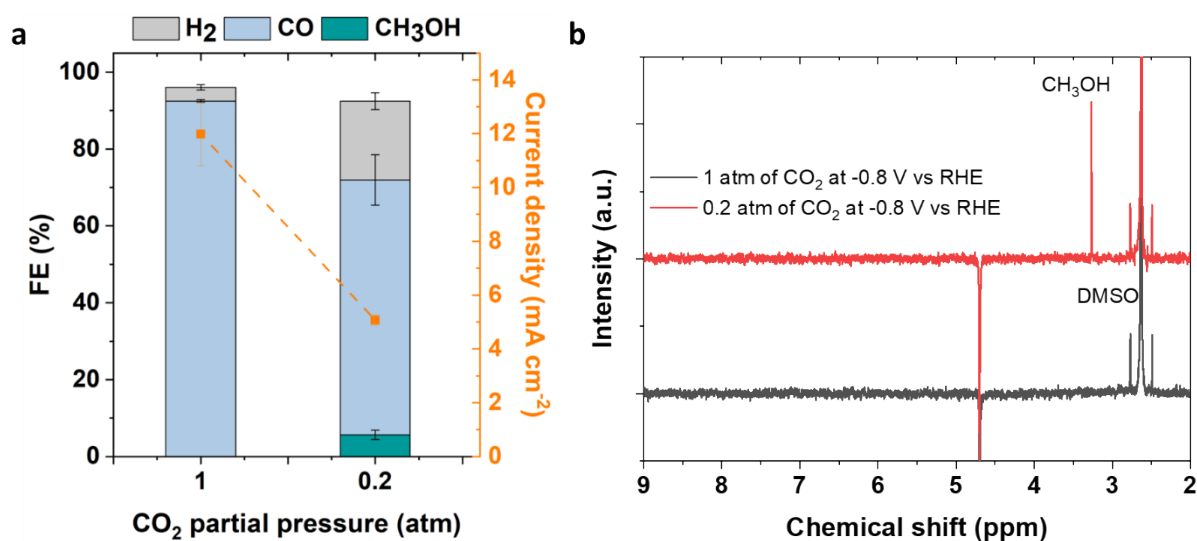 a
H2 CO CH3OH
FE (%)
100
80
60
40
20
0
14
12
10
8
6
4
2
0
Current density (mA cm-2)
1 0.2
CO2 partial pressure (atm)
b
CH3OH
1 atm of CO2 at -0.8 V vs RHE
0.2 atm of CO2 at -0.8 V vs RHE
DMSO
Intensity (a.u.)
9 8 7 6 5 4 3 2
Chemical shift (ppm)